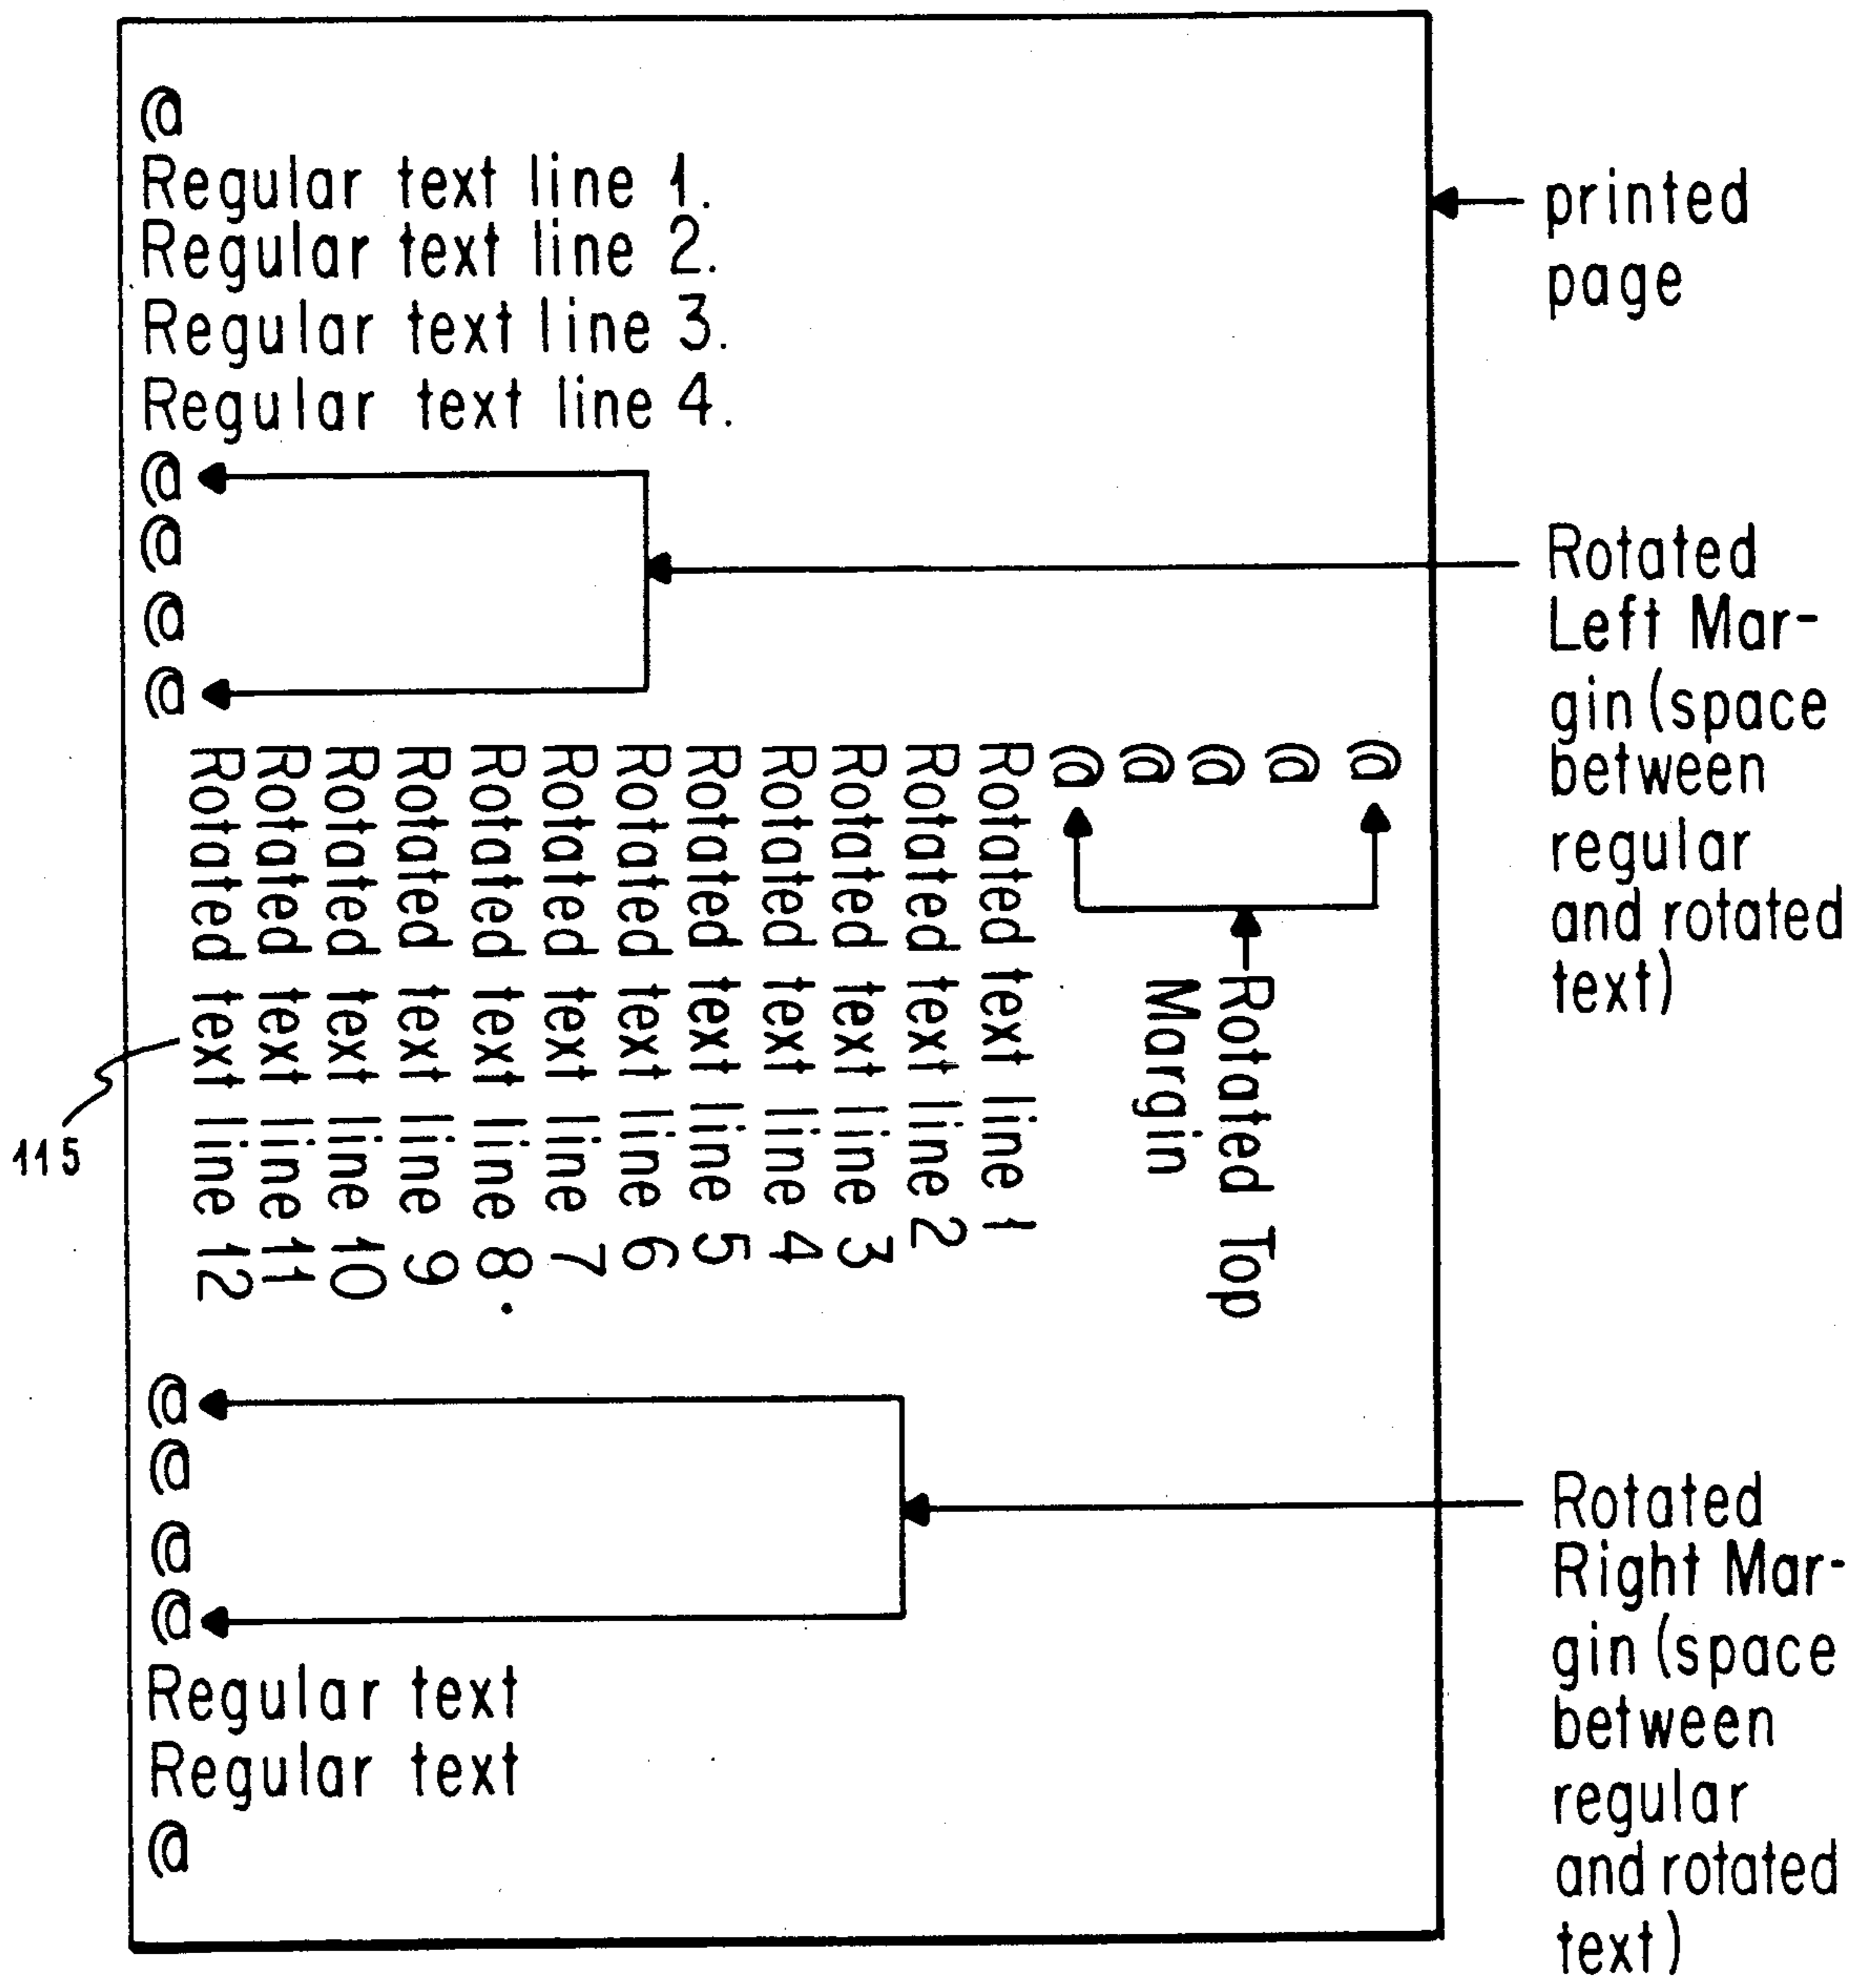 @
Regular text line 1.
Regular text line 2.
Regular text line 3.
Regular text line 4.
@
@
@
@
@
@
@
@
@
Rotated text line 1
Rotated text line 2
Rotated text line 3
Rotated text line 4
Rotated text line 5
Rotated text line 6
Rotated text line 7
Rotated text line 8.
Rotated text line 9
Rotated text line 10
Rotated text line 11
Rotated text line 12
Rotated Top
Margin
@
@
@
@
Regular text
Regular text
@
115
printed
page
Rotated
Left Mar-
gin (space
between
regular
and rotated
text)
Rotated
Right Mar-
gin (space
between
regular
and rotated
text)